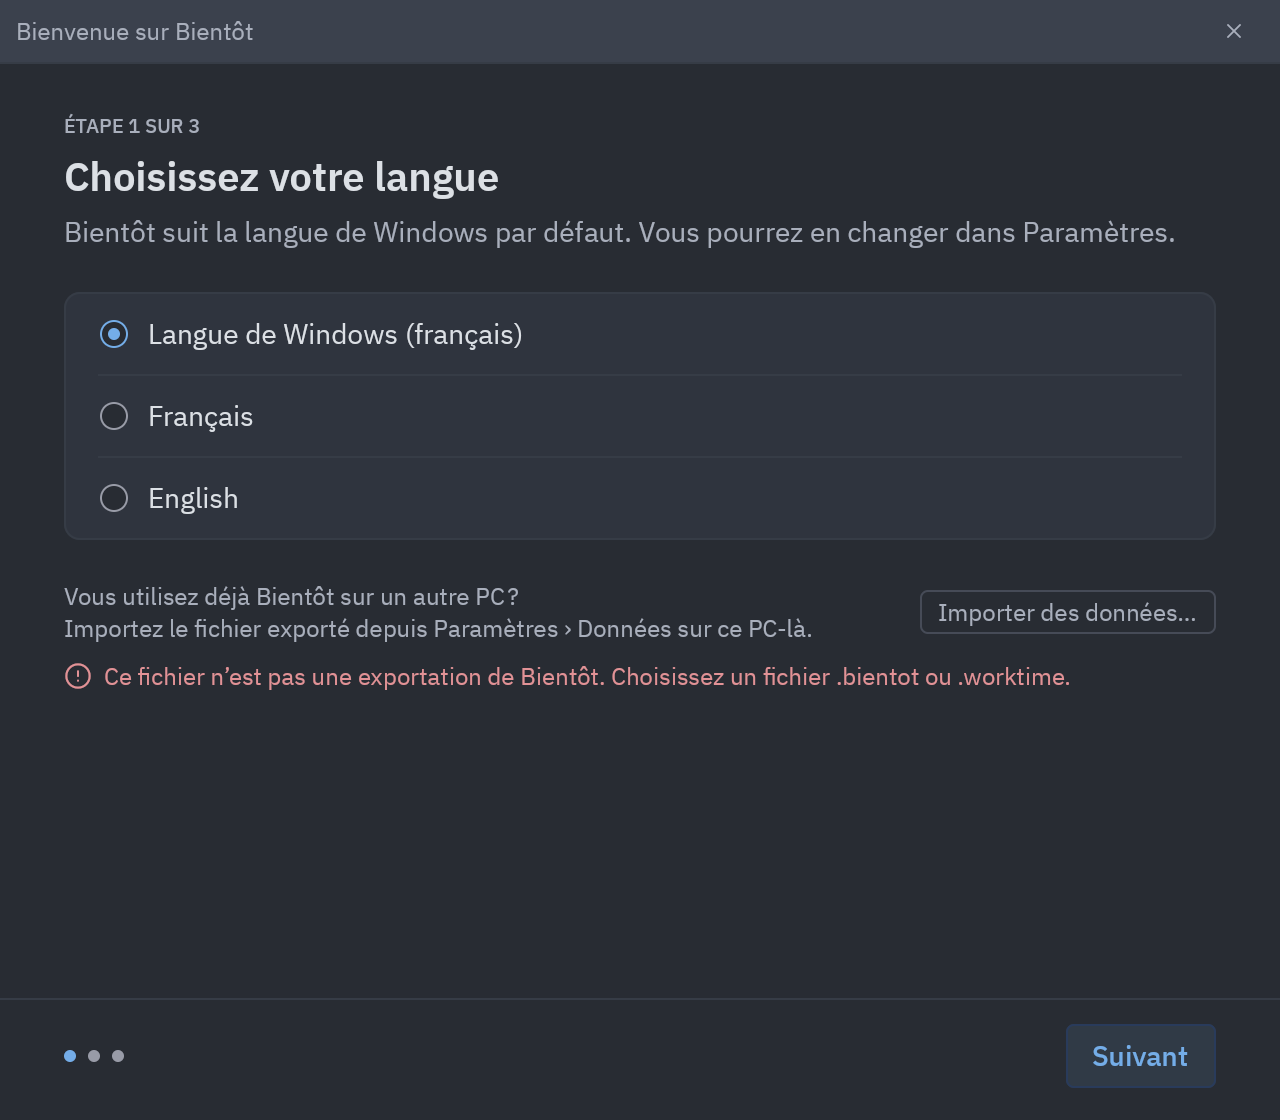 Bienvenue sur Bientôt
ÉTAPE 1 SUR 3
Choisissez votre langue
Bientôt suit la langue de Windows par défaut. Vous pourrez en changer dans Paramètres.
Langue de Windows (français)
Français
English
Vous utilisez déjà Bientôt sur un autre PC ?
Importez le fichier exporté depuis Paramètres › Données sur ce PC-là.
Importer des données…
Ce fichier n’est pas une exportation de Bientôt. Choisissez un fichier .bientot ou .worktime.
Suivant